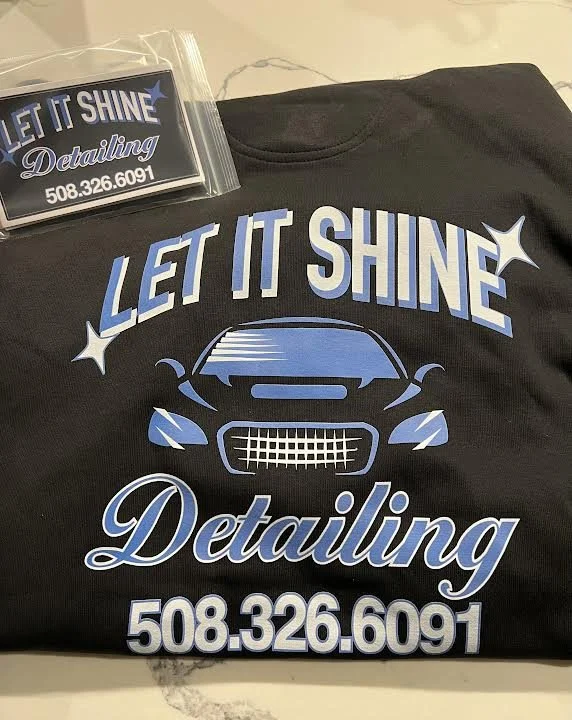 LET IT SHINE
Detailing
508.326.6091
LET IT SHINE
Detailing
508.326.6091